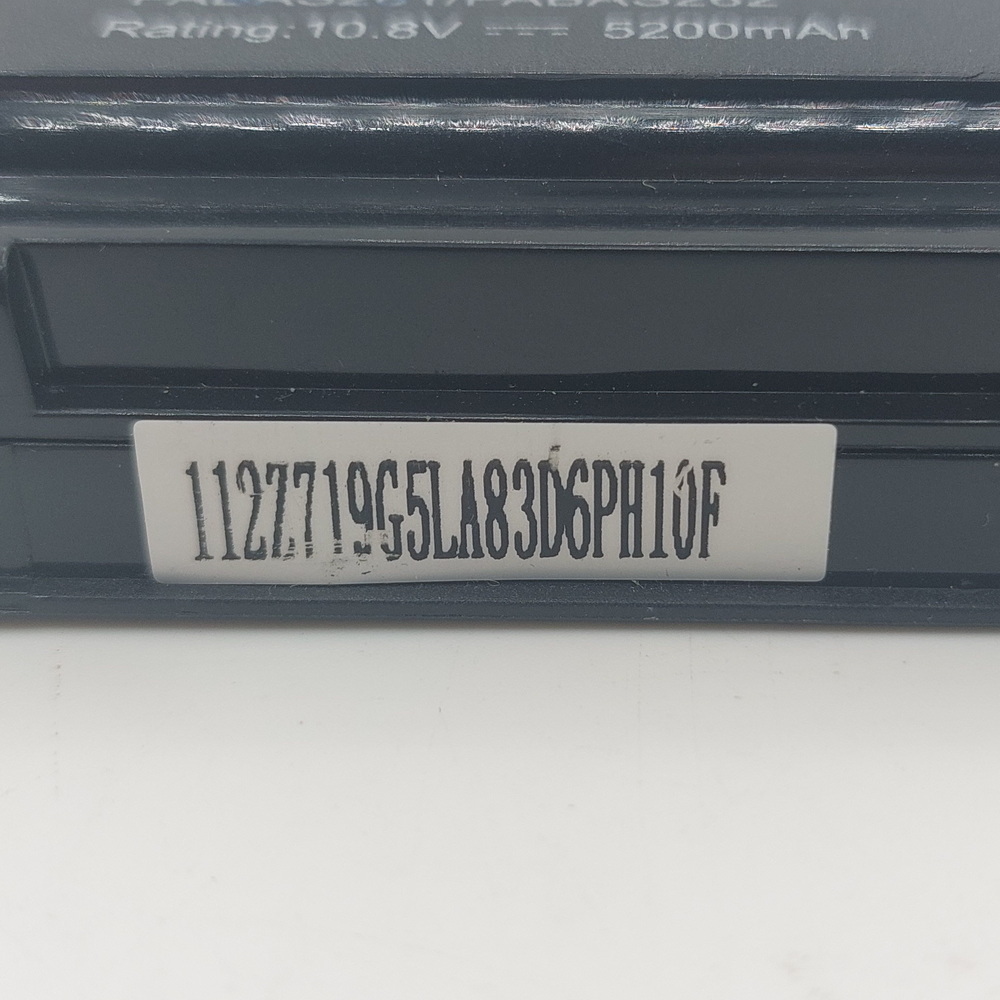 Rating: 10.8V ⎓ 5200mAh
112Z719G5LA83D6PH10F